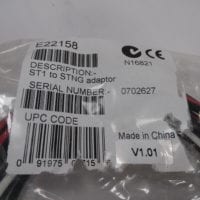 E22158
N16821
DESCRIPTION:-
ST1 to STNG adaptor
SERIAL NUMBER:- 0702627
UPC CODE
Made in China
V1.01